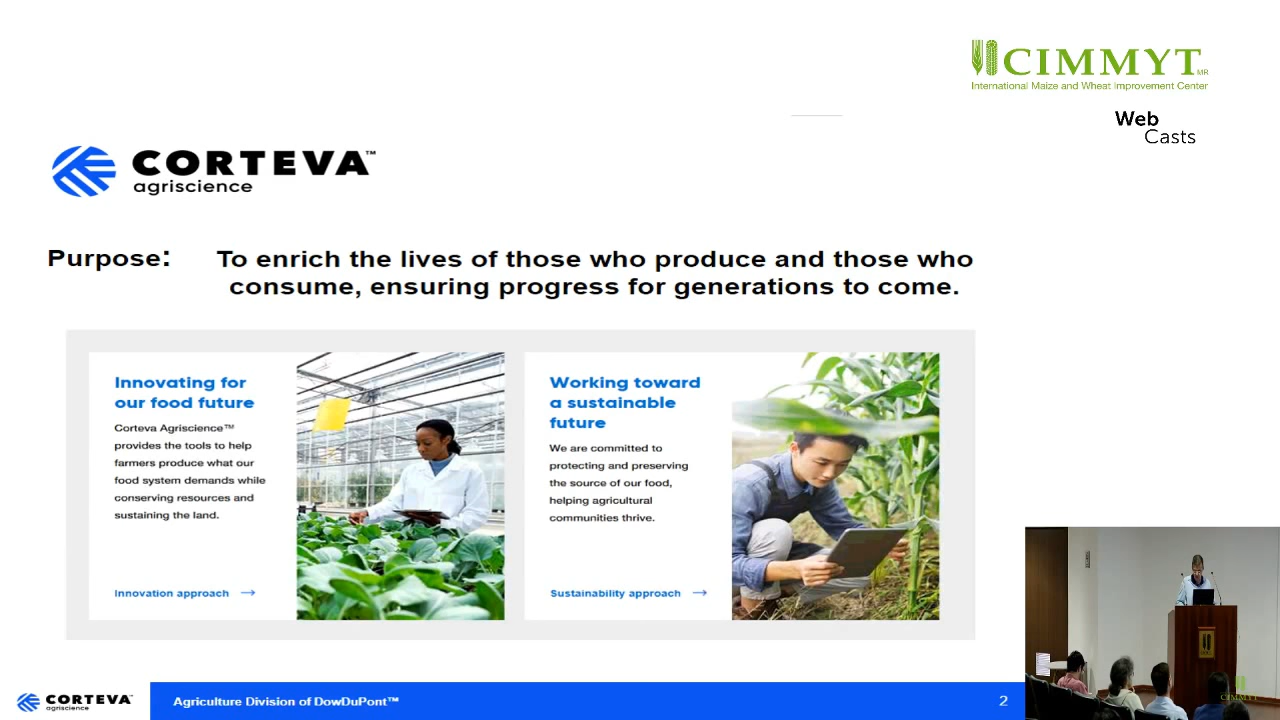 CIMMYT MR
International Maize and Wheat Improvement Center
Web
Casts
CORTEVA™
agriscience
Purpose:
To enrich the lives of those who produce and those who
consume, ensuring progress for generations to come.
Innovating for
our food future
Corteva Agriscience™
provides the tools to help
farmers produce what our
food system demands while
conserving resources and
sustaining the land.
Innovation approach →
Working toward
a sustainable
future
We are committed to
protecting and preserving
the source of our food,
helping agricultural
communities thrive.
Sustainability approach →
CORTEVA™
agriscience
Agriculture Division of DowDuPont™
2
CIMMYT